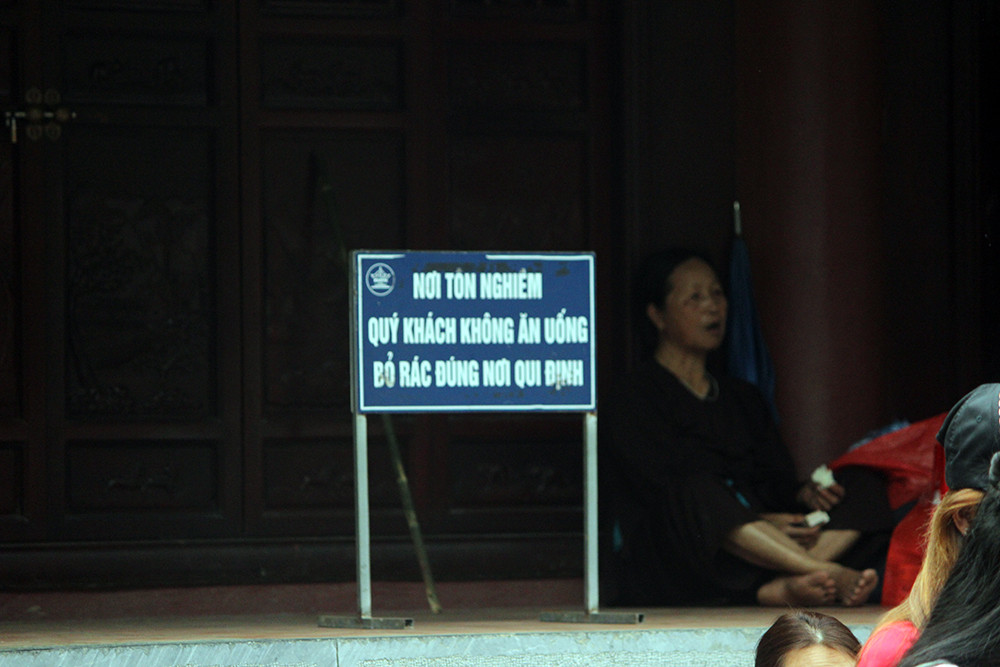 NƠI TÔN NGHIÊM
QUÝ KHÁCH KHÔNG ĂN UỐNG
BỎ RÁC ĐÚNG NƠI QUI ĐỊNH